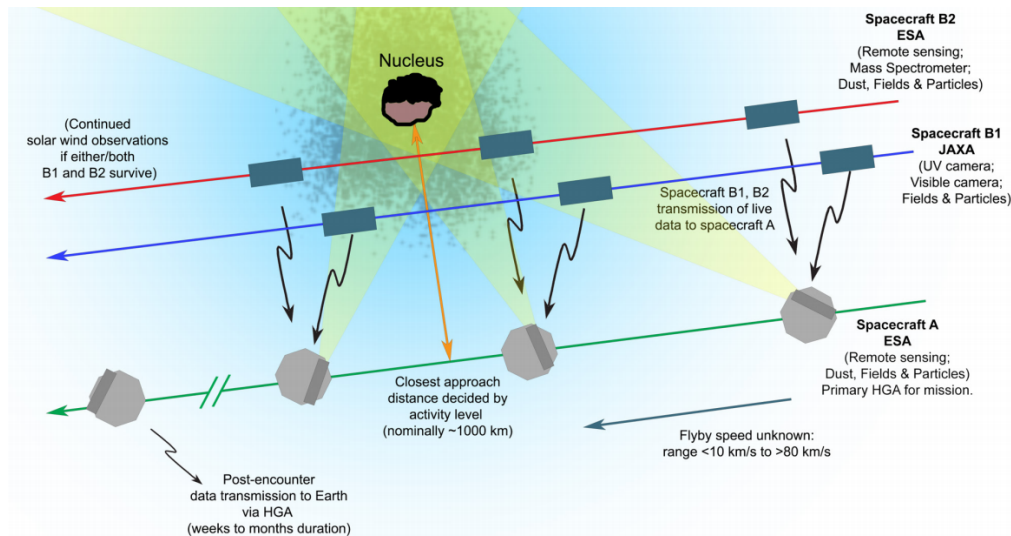 Nucleus
Spacecraft B2
ESA
(Remote sensing;
Mass Spectrometer;
Dust, Fields & Particles)
(Continued
solar wind observations
if either/both
B1 and B2 survive)
Spacecraft B1
JAXA
(UV camera;
Visible camera;
Fields & Particles)
Spacecraft B1, B2
transmission of live
data to spacecraft A
Spacecraft A
ESA
(Remote sensing;
Dust, Fields & Particles)
Primary HGA for mission.
Closest approach
distance decided by
activity level
(nominally ~1000 km)
Flyby speed unknown:
range <10 km/s to >80 km/s
Post-encounter
data transmission to Earth
via HGA
(weeks to months duration)